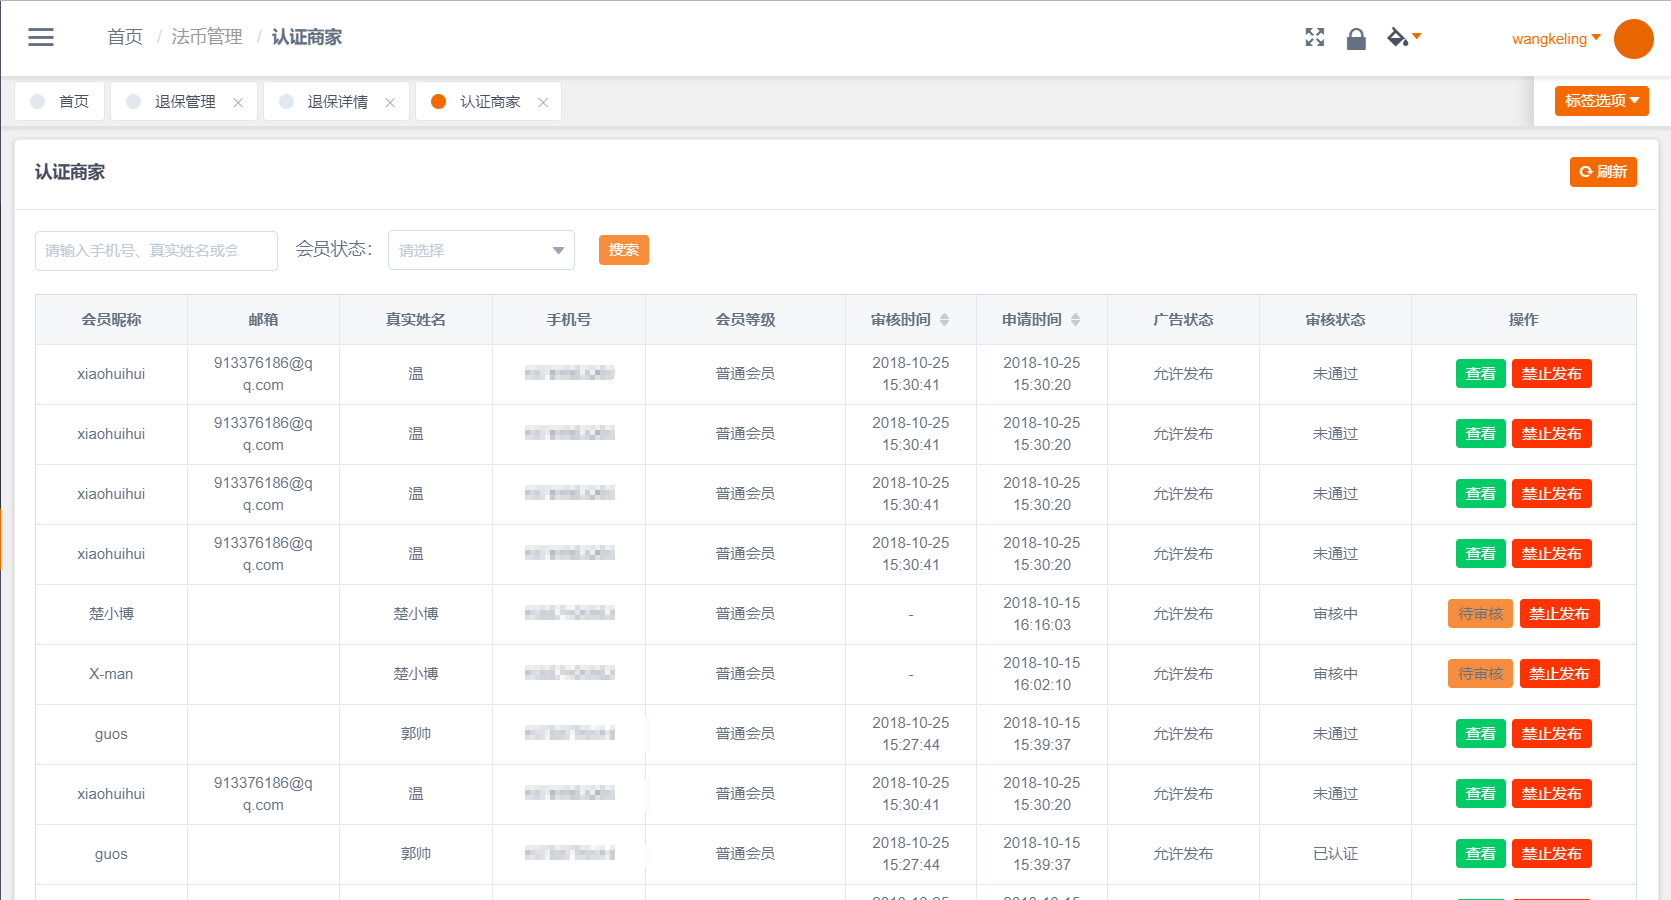 首页 / 法币管理 / 认证商家
wangkeling
首页
退保管理
退保详情
认证商家
标签选项
认证商家
刷新
请输入手机号、真实姓名或会
会员状态：
请选择
搜索
会员昵称 邮箱 真实姓名 手机号 会员等级 审核时间 申请时间 广告状态 审核状态 操作
xiaohuihui 913376186@q 温 普通会员 2018-10-25 2018-10-25 允许发布 未通过 查看 禁止发布
q.com 15:30:41 15:30:20
xiaohuihui 913376186@q 温 普通会员 2018-10-25 2018-10-25 允许发布 未通过 查看 禁止发布
q.com 15:30:41 15:30:20
xiaohuihui 913376186@q 温 普通会员 2018-10-25 2018-10-25 允许发布 未通过 查看 禁止发布
q.com 15:30:41 15:30:20
xiaohuihui 913376186@q 温 普通会员 2018-10-25 2018-10-25 允许发布 未通过 查看 禁止发布
q.com 15:30:41 15:30:20
楚小博 楚小博 普通会员 - 2018-10-15 允许发布 审核中 待审核 禁止发布
16:16:03
X-man 楚小博 普通会员 - 2018-10-15 允许发布 审核中 待审核 禁止发布
16:02:10
guos 郭帅 普通会员 2018-10-25 2018-10-15 允许发布 未通过 查看 禁止发布
15:27:44 15:39:37
xiaohuihui 913376186@q 温 普通会员 2018-10-25 2018-10-25 允许发布 未通过 查看 禁止发布
q.com 15:30:41 15:30:20
guos 郭帅 普通会员 2018-10-25 2018-10-15 允许发布 已认证 查看 禁止发布
15:27:44 15:39:37